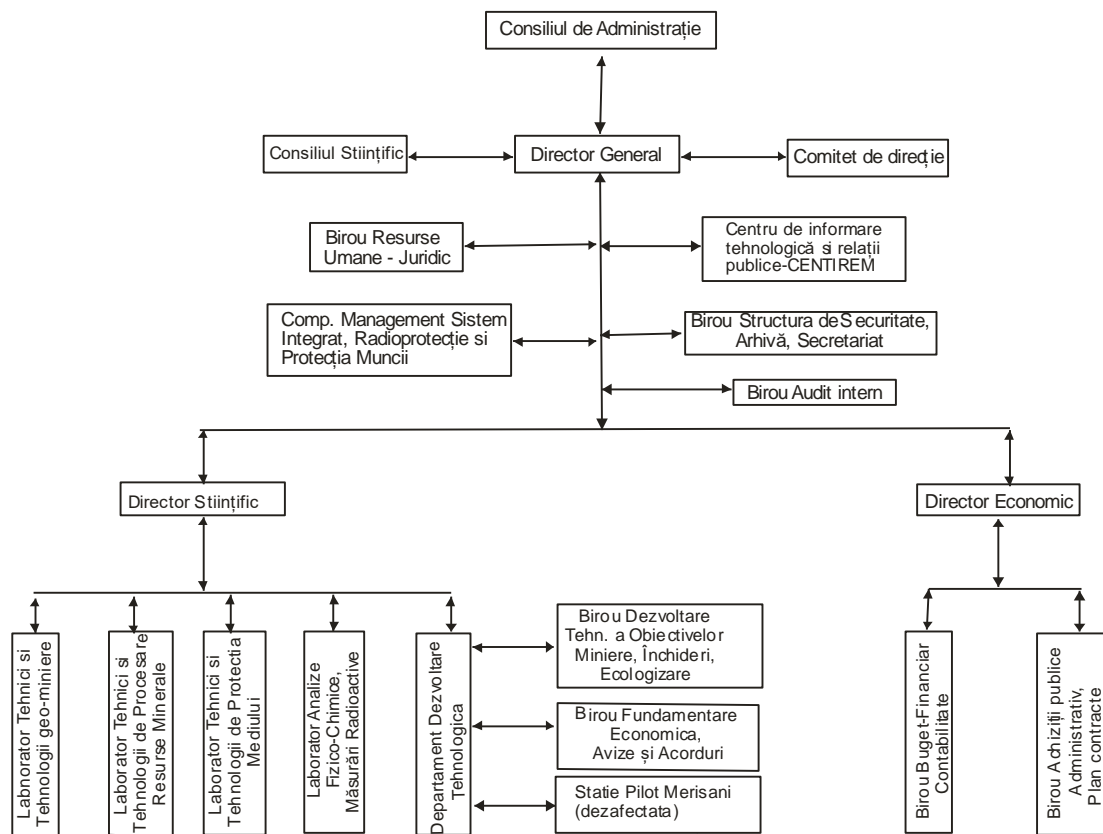 Consiliul de Administrație
Consiliul Stiințific
Director General
Comitet de direcție
Birou Resurse
Umane - Juridic
Centru de informare
tehnologică si relații
publice-CENTIREM
Comp. Management Sistem
Integrat, Radioprotecție si
Protecția Muncii
Birou Structura de Securitate,
Arhivă, Secretariat
Birou Audit intern
Director Stiințific
Director Economic
Laborator Tehnici si
Tehnologii geo-miniere
Laborator Tehnici si
Tehnologii de Procesare
Resurse Minerale
Laborator Tehnici si
Tehnologii de Protectia
Mediului
Laborator Analize
Fizico-Chimice,
Măsurări Radioactive
Departament Dezvoltare
Tehnologica
Birou Dezvoltare
Tehn. a Obiectivelor
Miniere, Închideri,
Ecologizare
Birou Fundamentare
Economica,
Avize și Acorduri
Statie Pilot Merisani
(dezafectata)
Birou Buget-Financiar
Contabilitate
Birou Achiziții publice
Administrativ,
Plan contracte